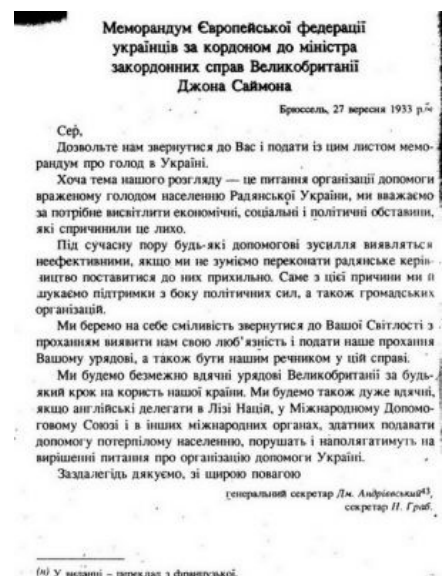 Меморандум Європейської федерації
українців за кордоном до міністра
закордонних справ Великобританії
Джона Саймона
Брюссель, 27 вересня 1933 р.
Сер,
Дозвольте нам звернутися до Вас і подати із цим листом мемо-
рандум про голод в Україні.
Хоча тема нашого розгляду — це питання організації допомоги
враженому голодом населенню Радянської України, ми вважаємо
за потрібне висвітлити економічні, соціальні і політичні обставини,
які спричинили це лихо.
Під сучасну пору будь-які допомогові зусилля виявляться
неефективними, якщо ми не зуміємо переконати радянське керів-
ництво поставитися до них прихильно. Саме з цієї причини ми й
шукаємо підтримки з боку політичних сил, а також громадських
організацій.
Ми беремо на себе сміливість звернутися до Вашої Світлості з
проханням виявити нам свою люб'язність і подати наше прохання
Вашому урядові, а також бути нашим речником у цій справі.
Ми будемо безмежно вдячні урядові Великобританії за будь-
який крок на користь нашої країни. Ми будемо також дуже вдячні,
якщо англійські делегати в Лізі Націй, у Міжнародному Допомо-
говому Союзі і в інших міжнародних органах, здатних подавати
допомогу потерпілому населенню, порушать і наполягатимуть на
вирішенні питання про організацію допомоги Україні.
Заздалегідь дякуємо, зі щирою повагою
генеральний секретар Дм. Андрієвський43,
секретар П. Граб.
(н) У виданні – переклад з французької.